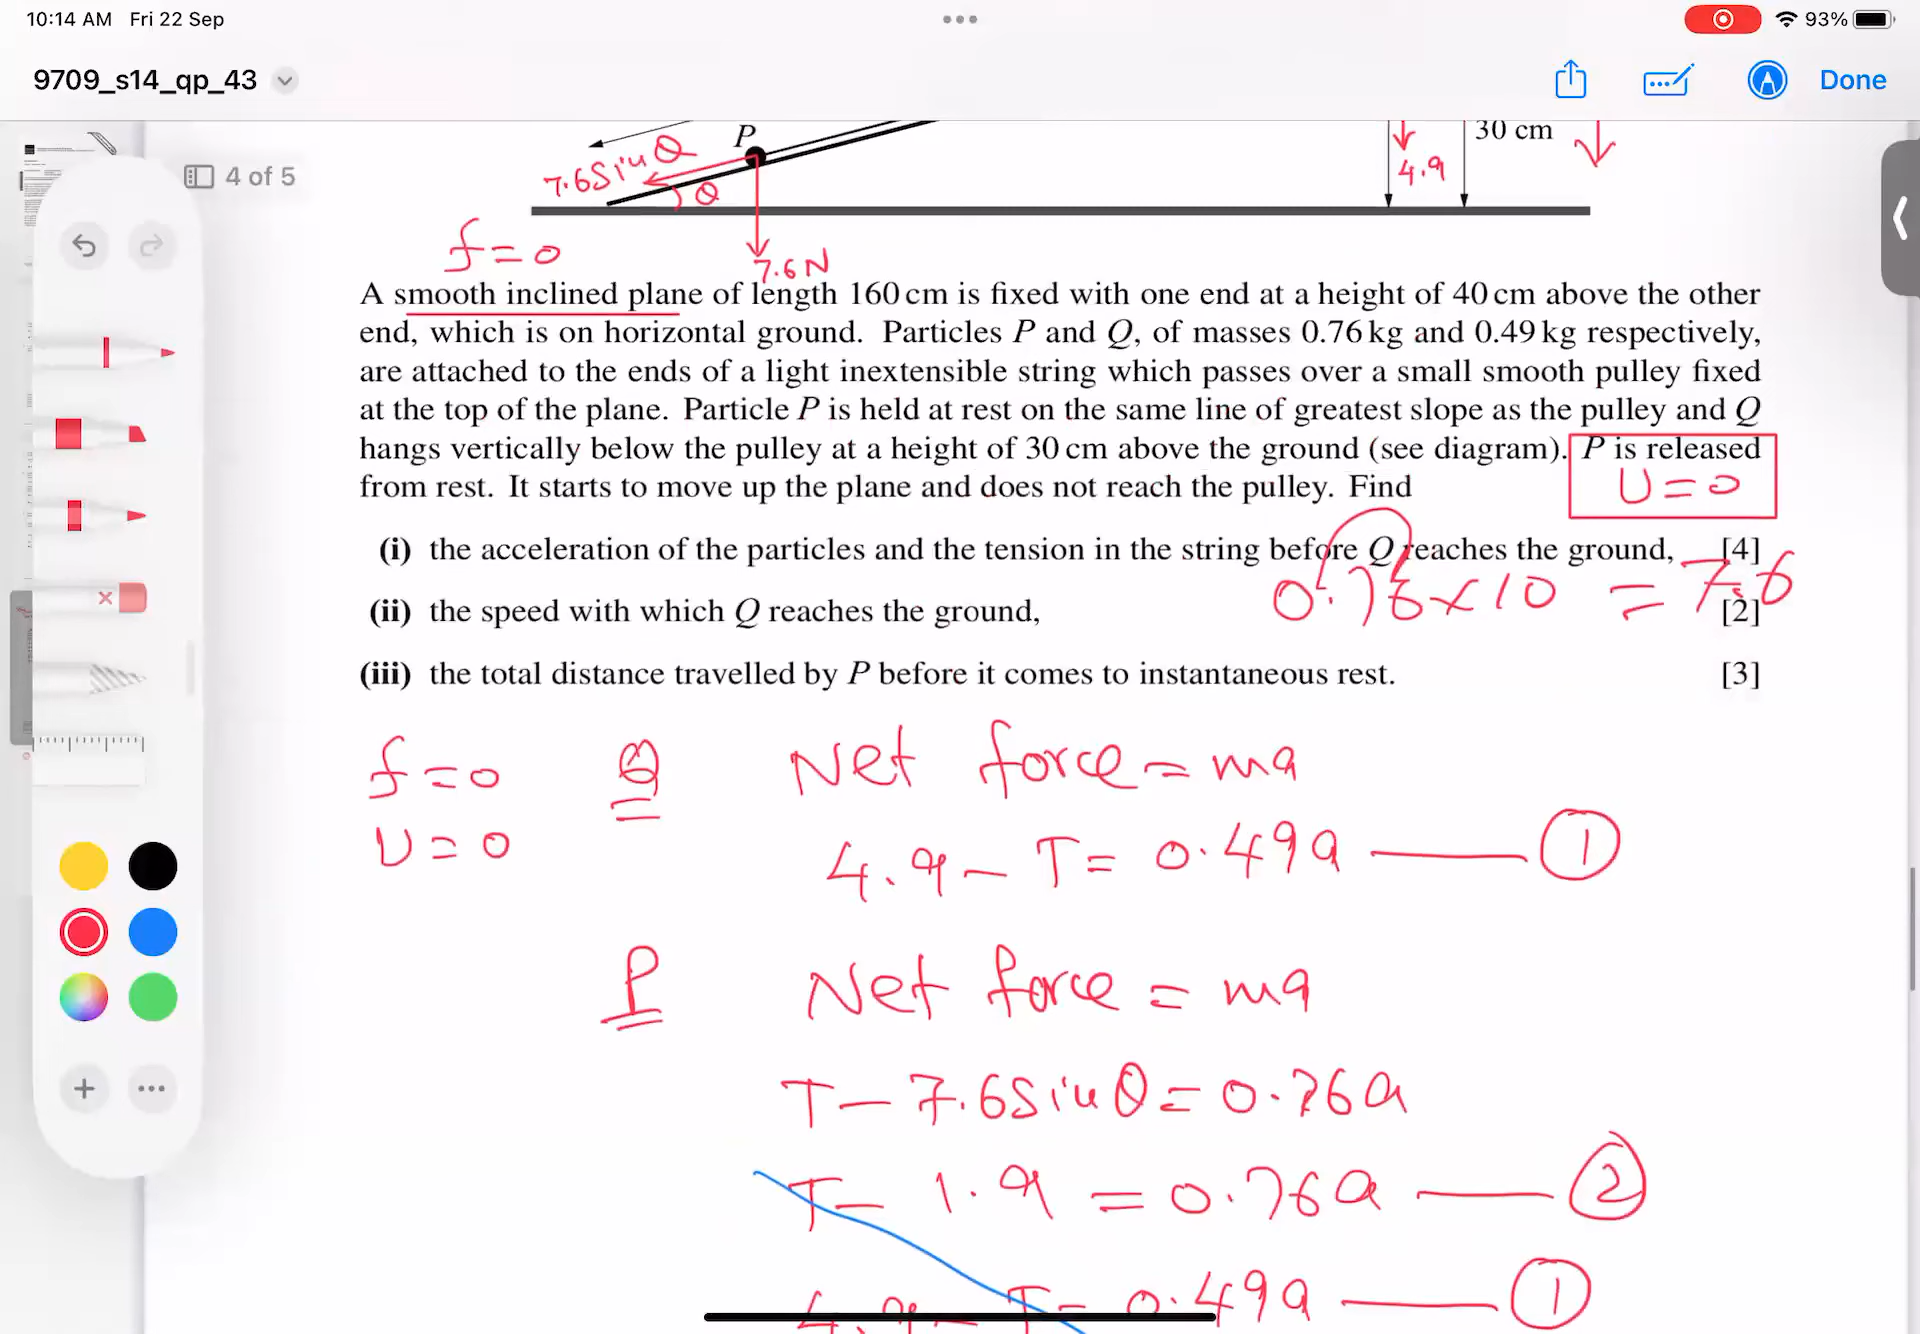 10:14 AM Fri 22 Sep
93%
9709_s14_qp_43
Done
4 of 5
P
7.6Sinθ
θ
4.9
30 cm
f=0
7.6N
A smooth inclined plane of length 160 cm is fixed with one end at a height of 40 cm above the other
end, which is on horizontal ground. Particles P and Q, of masses 0.76 kg and 0.49 kg respectively,
are attached to the ends of a light inextensible string which passes over a small smooth pulley fixed
at the top of the plane. Particle P is held at rest on the same line of greatest slope as the pulley and Q
hangs vertically below the pulley at a height of 30 cm above the ground (see diagram). P is released
from rest. It starts to move up the plane and does not reach the pulley. Find
U=0
(i) the acceleration of the particles and the tension in the string before Q reaches the ground, [4]
0.76×10 = 7.6
(ii) the speed with which Q reaches the ground, [2]
(iii) the total distance travelled by P before it comes to instantaneous rest. [3]
f=0 Q Net force = ma
U=0 4.9 - T = 0.49a ① 
P Net force = ma
T - 7.6Sinθ = 0.76a
T - 1.9 = 0.76a ②
4.9 - T = 0.49a ①